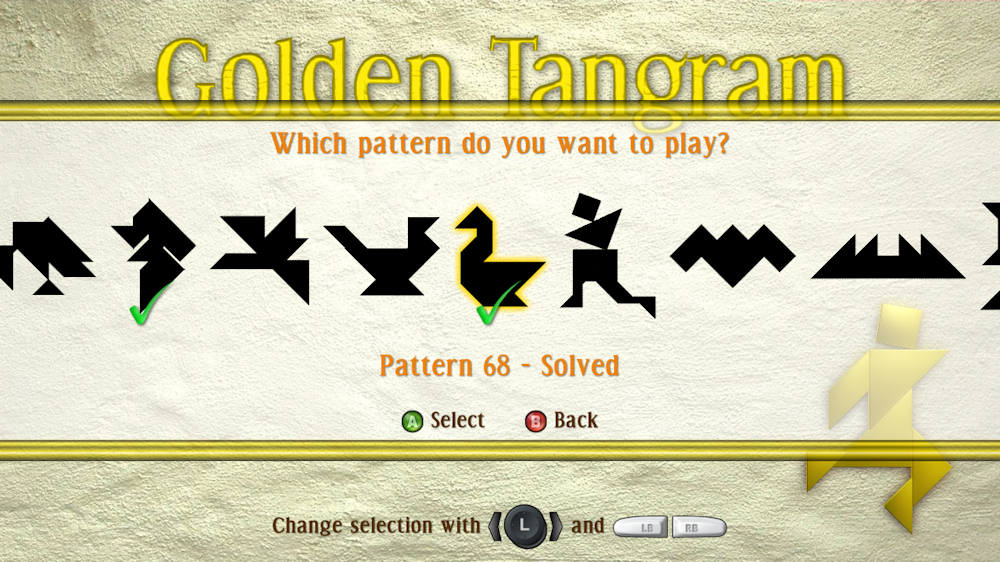 Golden Tangram
Which pattern do you want to play?
Pattern 68 - Solved
A Select B Back
Change selection with L and LB RB